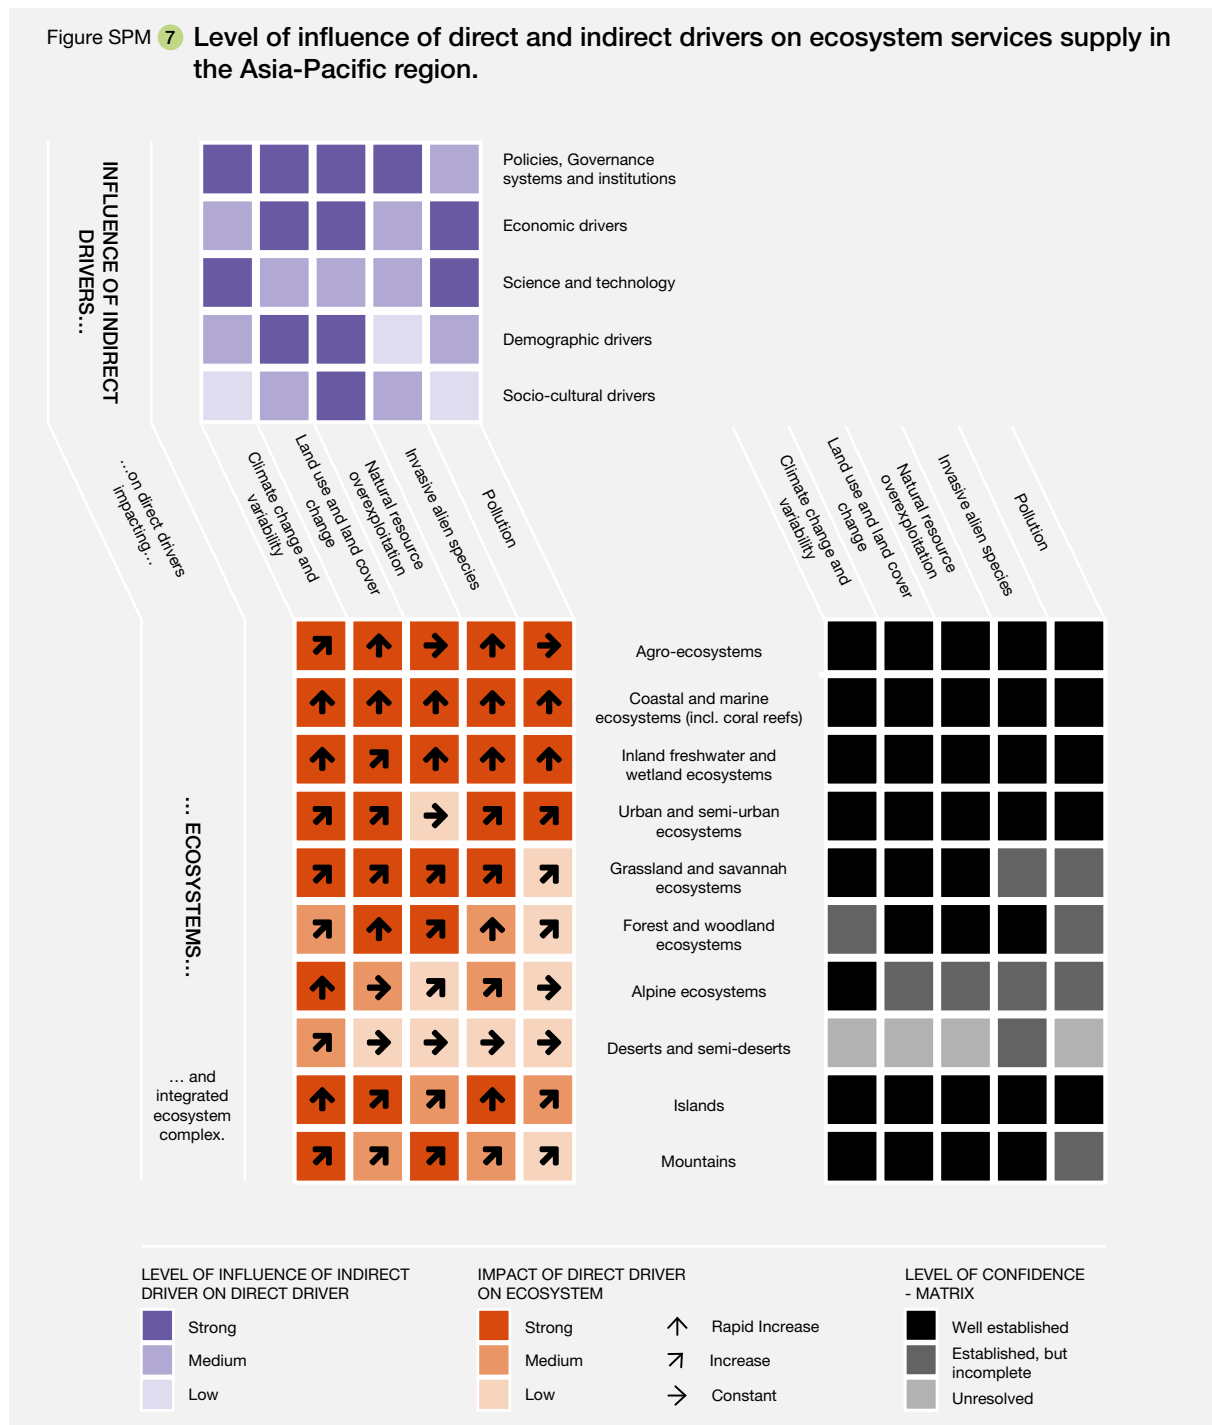 Figure SPM 7 Level of influence of direct and indirect drivers on ecosystem services supply in
the Asia-Pacific region.
INFLUENCE OF INDIRECT
DRIVERS...
Policies, Governance
systems and institutions
Economic drivers
Science and technology
Demographic drivers
Socio-cultural drivers
...on direct drivers
impacting...
Climate change and
variability
Land use and land cover
change
Natural resource
overexploitation
Invasive alien species
Pollution
Climate change and
variability
Land use and land cover
change
Natural resource
overexploitation
Invasive alien species
Pollution
... ECOSYSTEMS...
... and
integrated
ecosystem
complex.
Agro-ecosystems
Coastal and marine
ecosystems (incl. coral reefs)
Inland freshwater and
wetland ecosystems
Urban and semi-urban
ecosystems
Grassland and savannah
ecosystems
Forest and woodland
ecosystems
Alpine ecosystems
Deserts and semi-deserts
Islands
Mountains
LEVEL OF INFLUENCE OF INDIRECT
DRIVER ON DIRECT DRIVER
Strong
Medium
Low
IMPACT OF DIRECT DRIVER
ON ECOSYSTEM
Strong
Medium
Low
Rapid Increase
Increase
Constant
LEVEL OF CONFIDENCE
- MATRIX
Well established
Established, but
incomplete
Unresolved